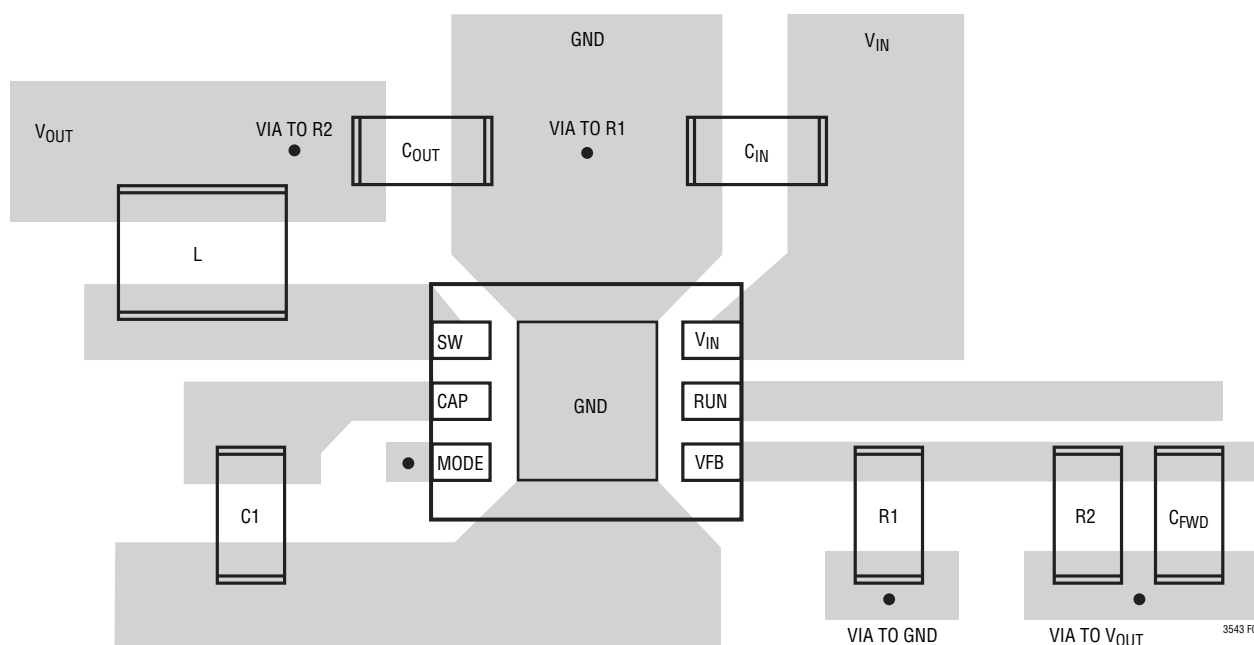 GND
VIN
VOUT
VIA TO R2
VIA TO R1
COUT
CIN
L
SW
VIN
CAP
GND
RUN
MODE
VFB
C1
R1
R2
CFWD
VIA TO GND
VIA TO VOUT